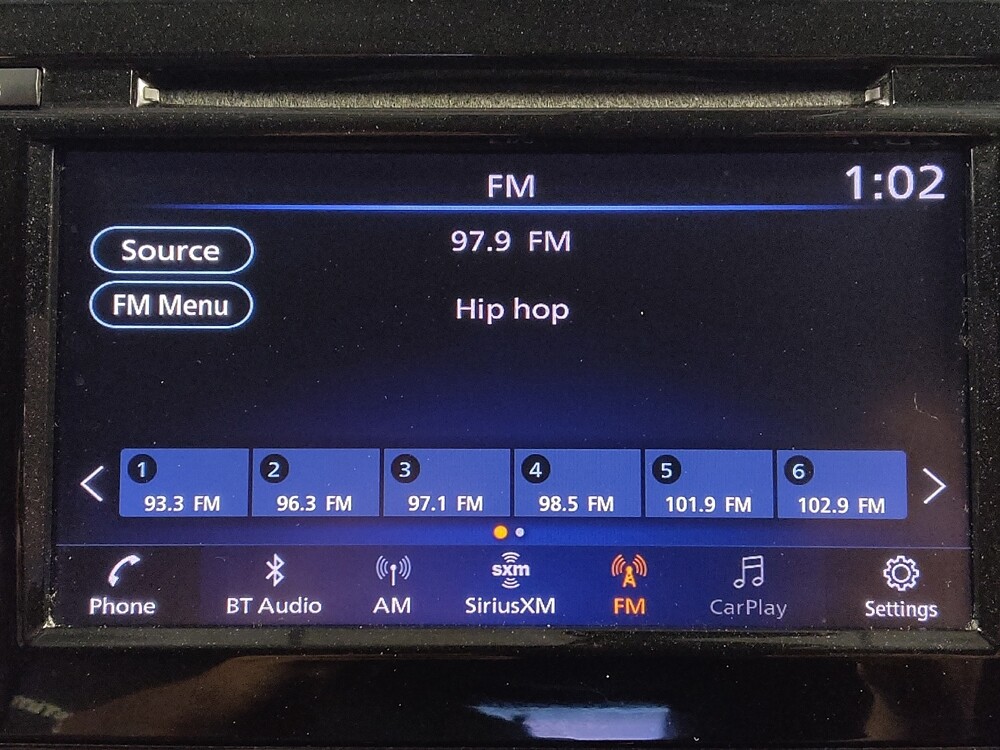 FM
1:02
Source
97.9 FM
FM Menu
Hip hop
1
2
3
4
5
6
93.3 FM
96.3 FM
97.1 FM
98.5 FM
101.9 FM
102.9 FM
sxm
Phone
BT Audio
AM
SiriusXM
FM
CarPlay
Settings